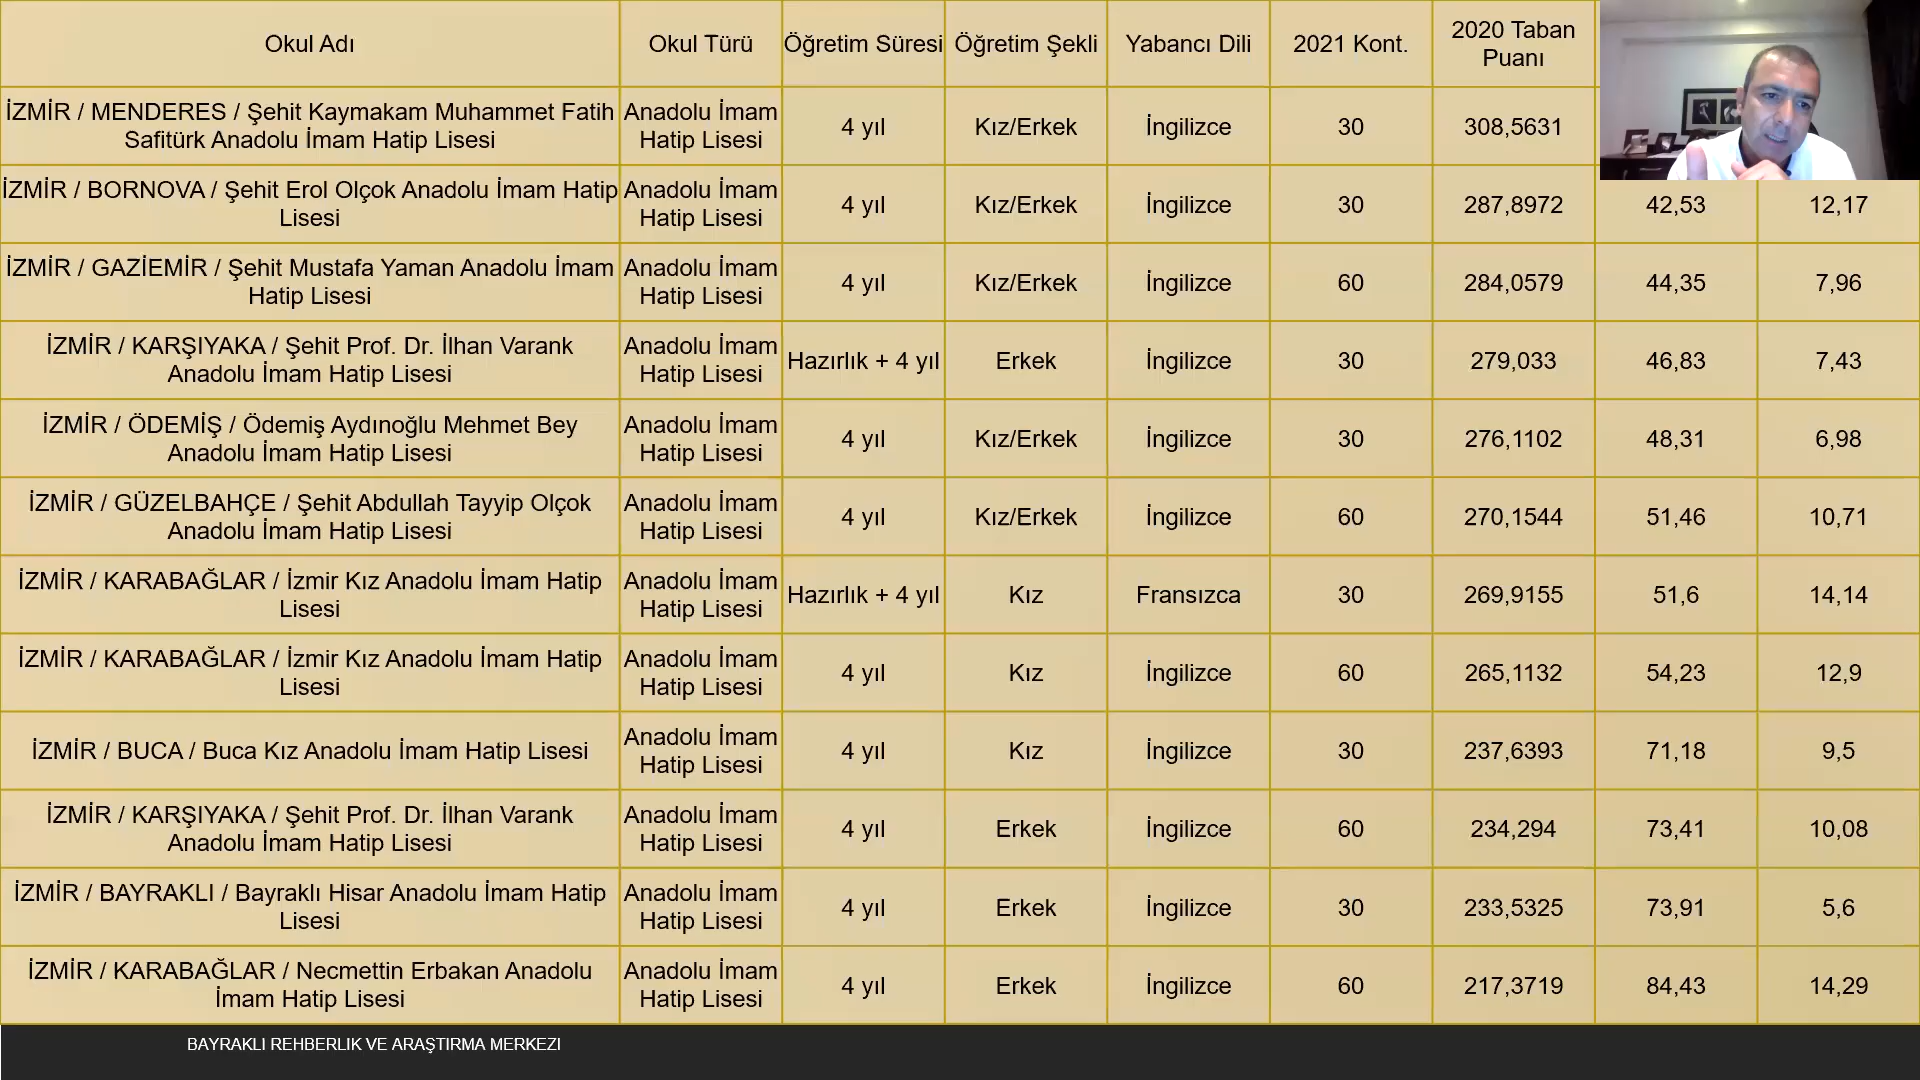 Okul Adı Okul Türü Öğretim Süresi Öğretim Şekli Yabancı Dili 2021 Kont. 2020 Taban
Puanı
İZMİR / MENDERES / Şehit Kaymakam Muhammet Fatih
Safitürk Anadolu İmam Hatip Lisesi
Anadolu İmam
Hatip Lisesi
4 yıl Kız/Erkek İngilizce 30 308,5631
İZMİR / BORNOVA / Şehit Erol Olçok Anadolu İmam Hatip
Lisesi
Anadolu İmam
Hatip Lisesi
4 yıl Kız/Erkek İngilizce 30 287,8972 42,53 12,17
İZMİR / GAZİEMİR / Şehit Mustafa Yaman Anadolu İmam
Hatip Lisesi
Anadolu İmam
Hatip Lisesi
4 yıl Kız/Erkek İngilizce 60 284,0579 44,35 7,96
İZMİR / KARŞIYAKA / Şehit Prof. Dr. İlhan Varank
Anadolu İmam Hatip Lisesi
Anadolu İmam
Hatip Lisesi
Hazırlık + 4 yıl Erkek İngilizce 30 279,033 46,83 7,43
İZMİR / ÖDEMİŞ / Ödemiş Aydınoğlu Mehmet Bey
Anadolu İmam Hatip Lisesi
Anadolu İmam
Hatip Lisesi
4 yıl Kız/Erkek İngilizce 30 276,1102 48,31 6,98
İZMİR / GÜZELBAHÇE / Şehit Abdullah Tayyip Olçok
Anadolu İmam Hatip Lisesi
Anadolu İmam
Hatip Lisesi
4 yıl Kız/Erkek İngilizce 60 270,1544 51,46 10,71
İZMİR / KARABAĞLAR / İzmir Kız Anadolu İmam Hatip
Lisesi
Anadolu İmam
Hatip Lisesi
Hazırlık + 4 yıl Kız Fransızca 30 269,9155 51,6 14,14
İZMİR / KARABAĞLAR / İzmir Kız Anadolu İmam Hatip
Lisesi
Anadolu İmam
Hatip Lisesi
4 yıl Kız İngilizce 60 265,1132 54,23 12,9
İZMİR / BUCA / Buca Kız Anadolu İmam Hatip Lisesi
Anadolu İmam
Hatip Lisesi
4 yıl Kız İngilizce 30 237,6393 71,18 9,5
İZMİR / KARŞIYAKA / Şehit Prof. Dr. İlhan Varank
Anadolu İmam Hatip Lisesi
Anadolu İmam
Hatip Lisesi
4 yıl Erkek İngilizce 60 234,294 73,41 10,08
İZMİR / BAYRAKLI / Bayraklı Hisar Anadolu İmam Hatip
Lisesi
Anadolu İmam
Hatip Lisesi
4 yıl Erkek İngilizce 30 233,5325 73,91 5,6
İZMİR / KARABAĞLAR / Necmettin Erbakan Anadolu
İmam Hatip Lisesi
Anadolu İmam
Hatip Lisesi
4 yıl Erkek İngilizce 60 217,3719 84,43 14,29
BAYRAKLI REHBERLIK VE ARAŞTIRMA MERKEZI